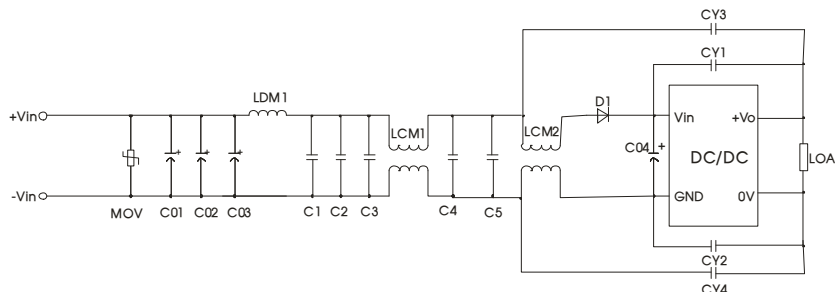 CY3
CY1
LDM1
D1
+Vin
LCM1
LCM2
Vin
+Vo
C04
+
DC/DC
LOA
+
+
+
-Vin
GND
0V
MOV
C01
C02
C03
C1
C2
C3
C4
C5
CY2
CY4